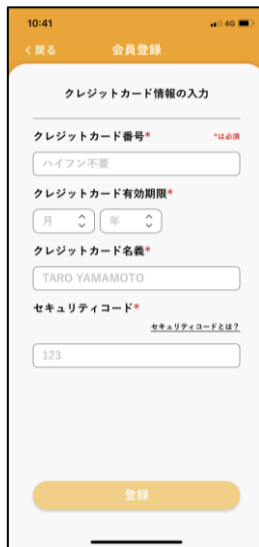 10:41
4G
戻る 会員登録
クレジットカード情報の入力
クレジットカード番号* *は必須
ハイフン不要
クレジットカード有効期限*
月 年
クレジットカード名義*
TARO YAMAMOTO
セキュリティコード*
セキュリティコードとは?
123
登録